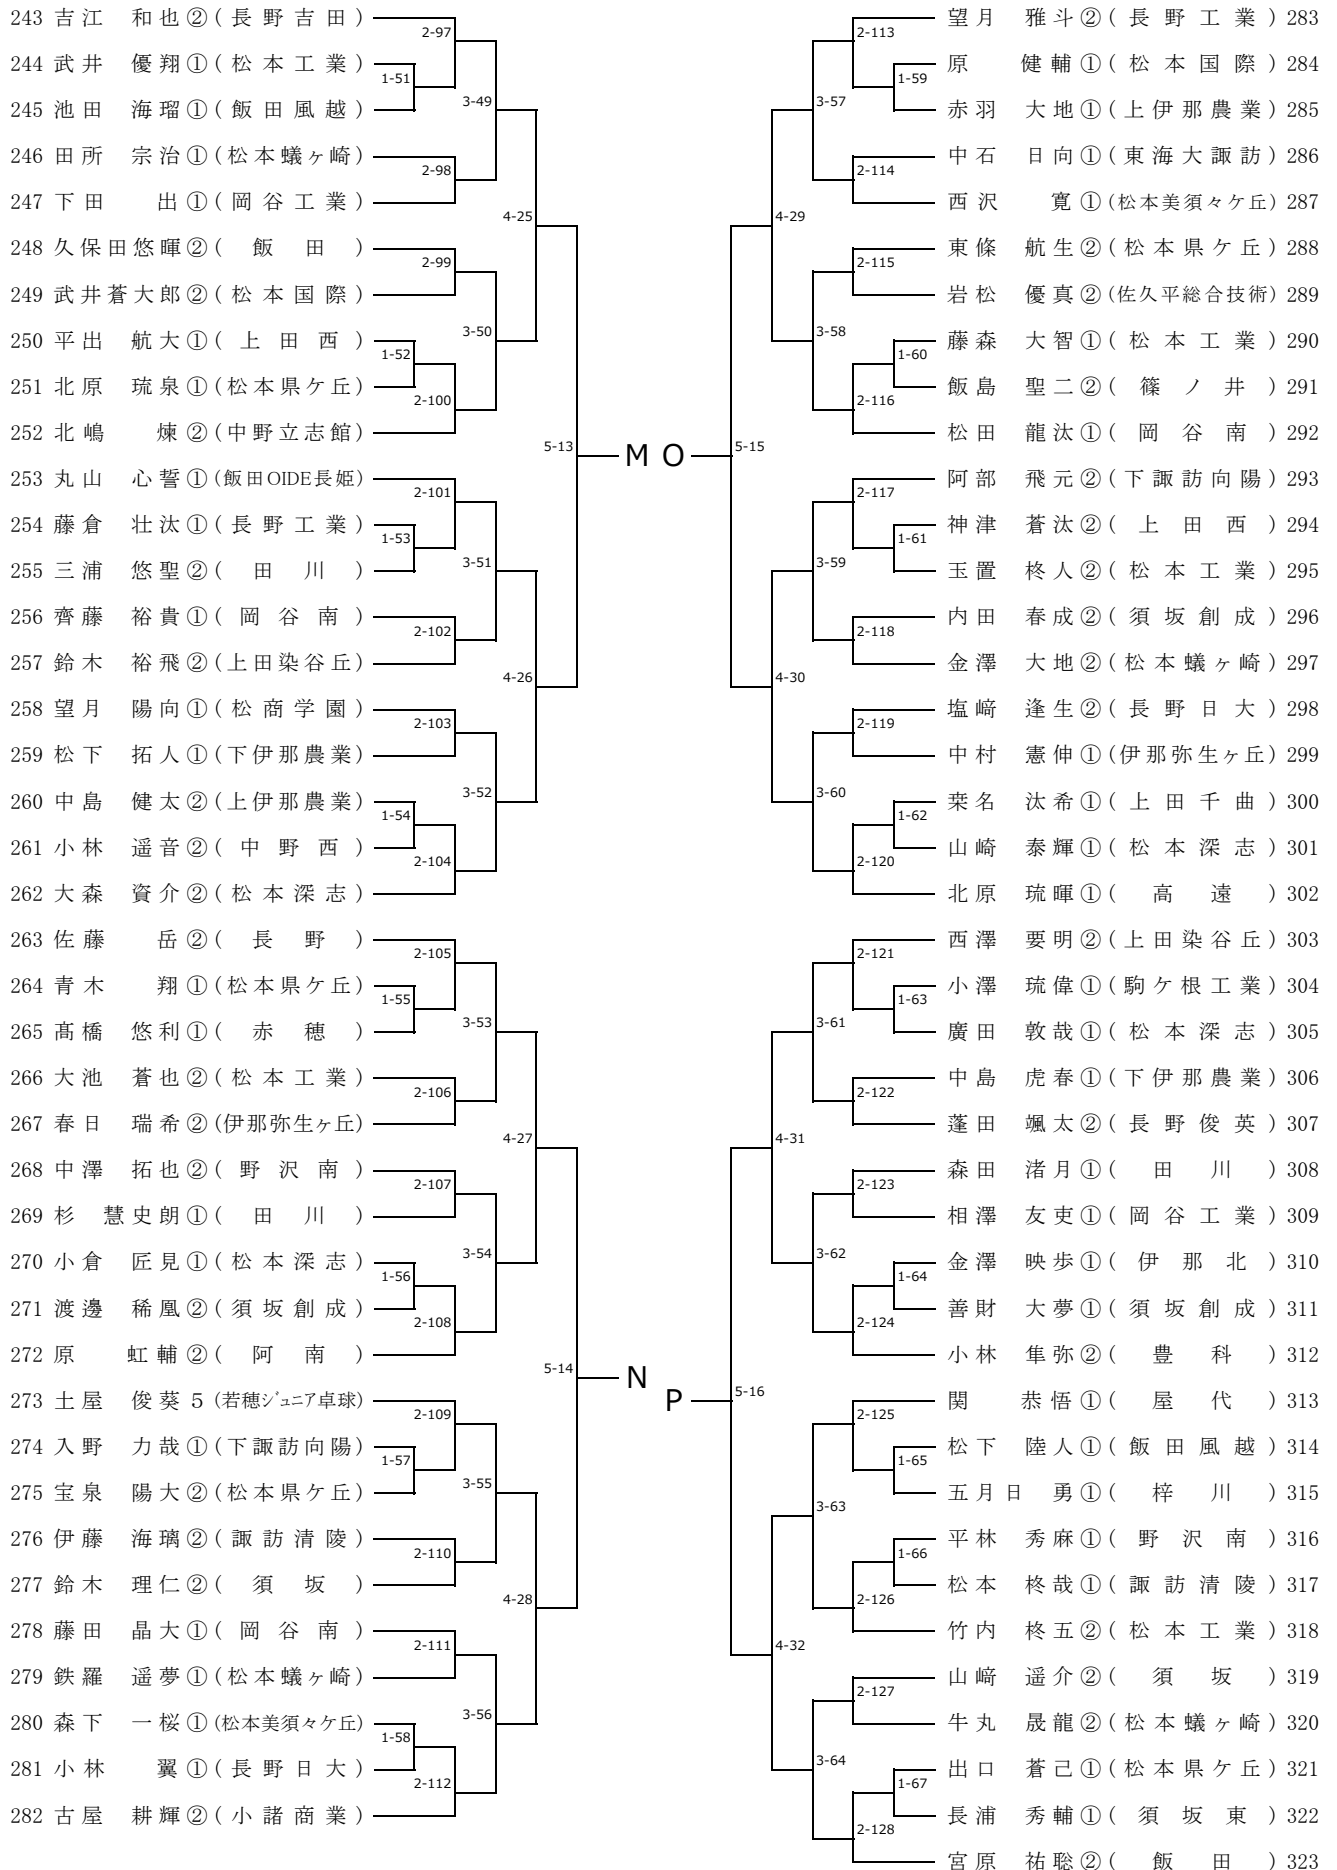 243 吉江 和也②(長野吉田)
2-97
244 武井 優翔①(松本工業)
1-51
3-49
245 池田 海瑠①(飯田風越)
246 田所 宗治①(松本蟻ヶ崎)
2-98
247 下田 出①(岡谷工業)
4-25
248 久保田悠暉②(飯田)
2-99
249 武井蒼大郎②(松本国際)
3-50
250 平出 航大①(上田西)
1-52
251 北原 琉泉①(松本県ケ丘)
2-100
252 北嶋 煉②(中野立志館)
5-13
M
253 丸山 心誓①(飯田OIDE長姫)
2-101
254 藤倉 壮汰①(長野工業)
1-53
3-51
255 三浦 悠聖②(田川)
256 齊藤 裕貴①(岡谷南)
2-102
257 鈴木 裕飛②(上田染谷丘)
4-26
258 望月 陽向①(松商学園)
2-103
259 松下 拓人①(下伊那農業)
3-52
260 中島 健太②(上伊那農業)
1-54
261 小林 遥音②(中野西)
2-104
262 大森 資介②(松本深志)
263 佐藤 岳②(長野)
2-105
264 青木 翔①(松本県ケ丘)
1-55
3-53
265 髙橋 悠利①(赤穂)
266 大池 蒼也②(松本工業)
2-106
267 春日 瑞希②(伊那弥生ヶ丘)
4-27
268 中澤 拓也②(野沢南)
2-107
269 杉 慧史朗①(田川)
3-54
270 小倉 匠見①(松本深志)
1-56
271 渡邊 稀凰②(須坂創成)
2-108
272 原 虹輔②(阿南)
5-14
N
273 土屋 俊葵5(若穂ジュニア卓球)
2-109
274 入野 力哉①(下諏訪向陽)
1-57
3-55
275 宝泉 陽大②(松本県ケ丘)
276 伊藤 海璃②(諏訪清陵)
2-110
277 鈴木 理仁②(須坂)
4-28
278 藤田 晶大①(岡谷南)
2-111
279 鉄羅 遥夢①(松本蟻ヶ崎)
3-56
280 森下 一桜①(松本美須々ケ丘)
1-58
281 小林 翼①(長野日大)
2-112
282 古屋 耕輝②(小諸商業)
望月 雅斗②(長野工業)283
2-113
原 健輔①(松本国際)284
1-59
3-57
赤羽 大地①(上伊那農業)285
中石 日向①(東海大諏訪)286
2-114
西沢 寛①(松本美須々ケ丘)287
4-29
東條 航生②(松本県ケ丘)288
2-115
岩松 優真②(佐久平総合技術)289
3-58
藤森 大智①(松本工業)290
1-60
飯島 聖二②(篠ノ井)291
2-116
松田 龍汰①(岡谷南)292
O
5-15
阿部 飛元②(下諏訪向陽)293
2-117
神津 蒼汰②(上田西)294
1-61
3-59
玉置 柊人②(松本工業)295
内田 春成②(須坂創成)296
2-118
金澤 大地②(松本蟻ヶ崎)297
4-30
塩﨑 逢生②(長野日大)298
2-119
中村 憲伸①(伊那弥生ヶ丘)299
3-60
桒名 汰希①(上田千曲)300
1-62
山崎 泰輝①(松本深志)301
2-120
北原 琉暉①(高遠)302
西澤 要明②(上田染谷丘)303
2-121
小澤 琉偉①(駒ケ根工業)304
1-63
3-61
廣田 敦哉①(松本深志)305
中島 虎春①(下伊那農業)306
2-122
蓬田 颯太②(長野俊英)307
4-31
森田 渚月①(田川)308
2-123
相澤 友吏①(岡谷工業)309
3-62
金澤 映歩①(伊那北)310
1-64
善財 大夢①(須坂創成)311
2-124
小林 隼弥②(豊科)312
P
5-16
関 恭悟①(屋代)313
2-125
松下 陸人①(飯田風越)314
1-65
五月日 勇①(梓川)315
3-63
平林 秀麻①(野沢南)316
1-66
松本 柊哉①(諏訪清陵)317
2-126
竹内 柊五②(松本工業)318
4-32
山﨑 遥介②(須坂)319
2-127
牛丸 晟龍②(松本蟻ヶ崎)320
3-64
出口 蒼己①(松本県ケ丘)321
1-67
長浦 秀輔①(須坂東)322
2-128
宮原 祐聡②(飯田)323